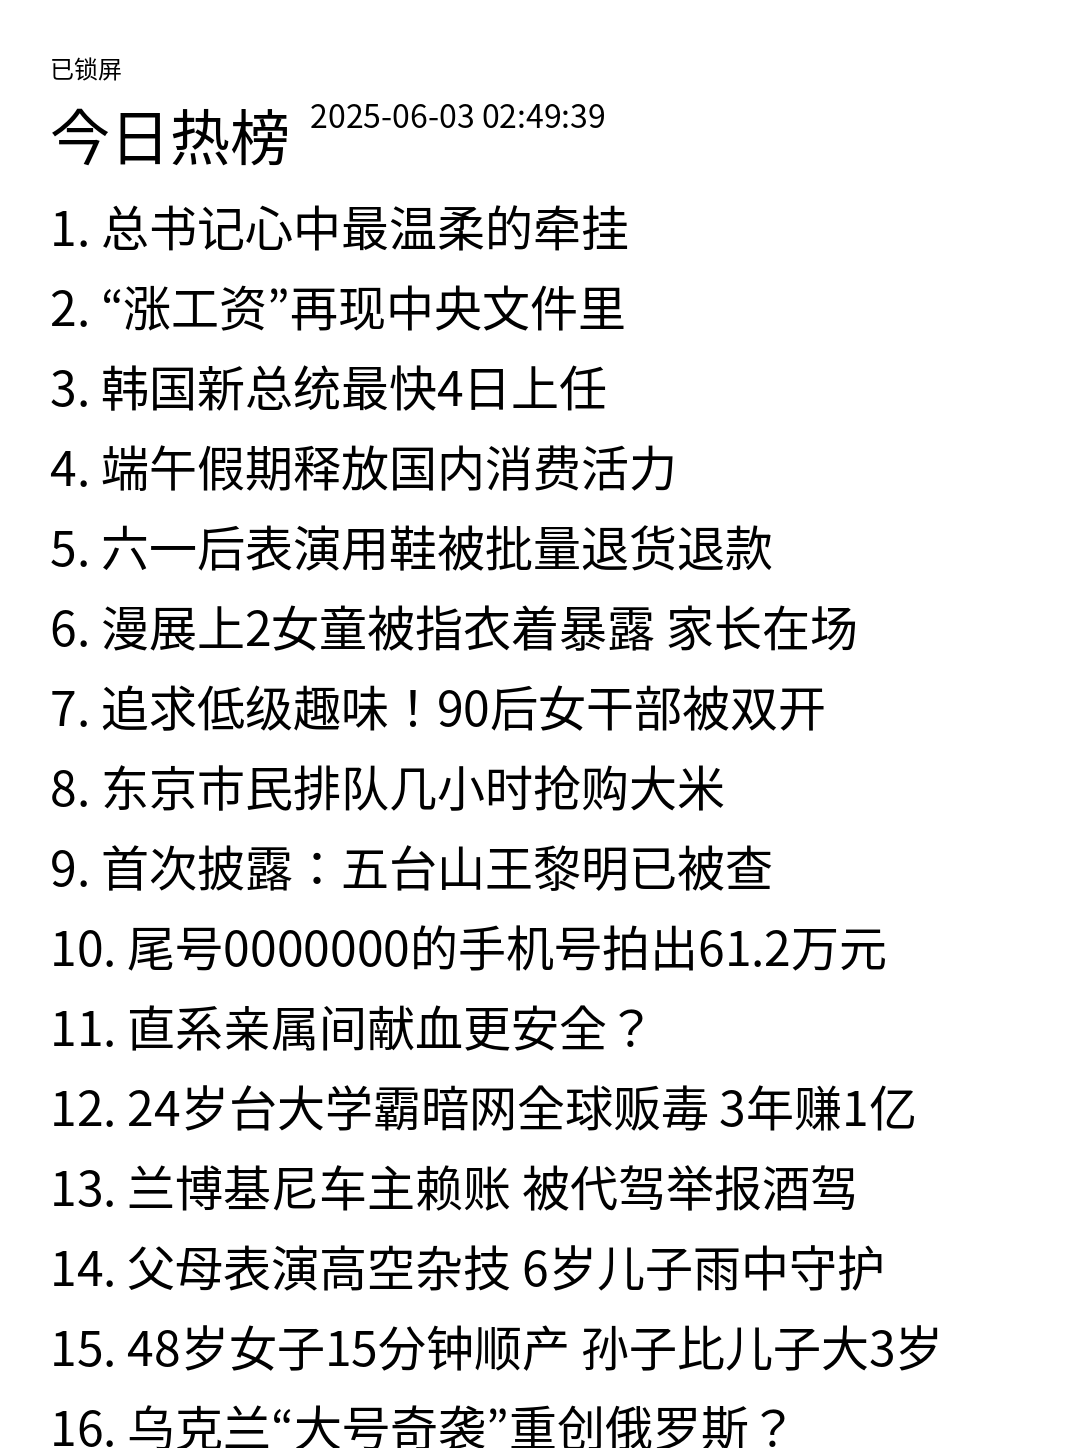 已锁屏
今日热榜 2025-06-03 02:49:39
1. 总书记心中最温柔的牵挂
2. “涨工资”再现中央文件里
3. 韩国新总统最快4日上任
4. 端午假期释放国内消费活力
5. 六一后表演用鞋被批量退货退款
6. 漫展上2女童被指衣着暴露 家长在场
7. 追求低级趣味！90后女干部被双开
8. 东京市民排队几小时抢购大米
9. 首次披露：五台山王黎明已被查
10. 尾号0000000的手机号拍出61.2万元
11. 直系亲属间献血更安全？
12. 24岁台大学霸暗网全球贩毒 3年赚1亿
13. 兰博基尼车主赖账 被代驾举报酒驾
14. 父母表演高空杂技 6岁儿子雨中守护
15. 48岁女子15分钟顺产 孙子比儿子大3岁
16. 乌克兰“大号奇袭”重创俄罗斯？